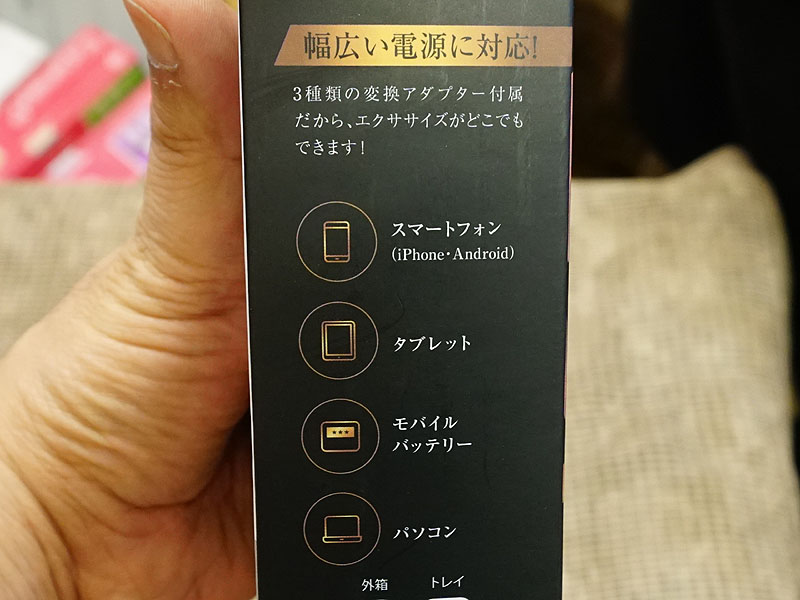 幅広い電源に対応!
3種類の変換アダプター付属
だから、エクササイズがどこでも
できます!
スマートフォン
(iPhone・Android)
タブレット
モバイル
バッテリー
パソコン
外箱 トレイ